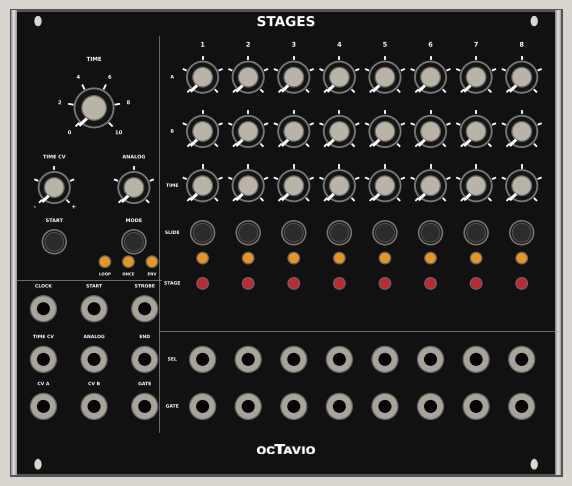 STAGES
1 2 3 4 5 6 7 8
TIME
4 6
2 8
0 10
A
B
TIME CV ANALOG
- +
TIME
START MODE
SLIDE
LOOP ONCE ENV
STAGE
CLOCK START STROBE
TIME CV ANALOG END
SEL
CV A CV B GATE
GATE
OCTAVIO